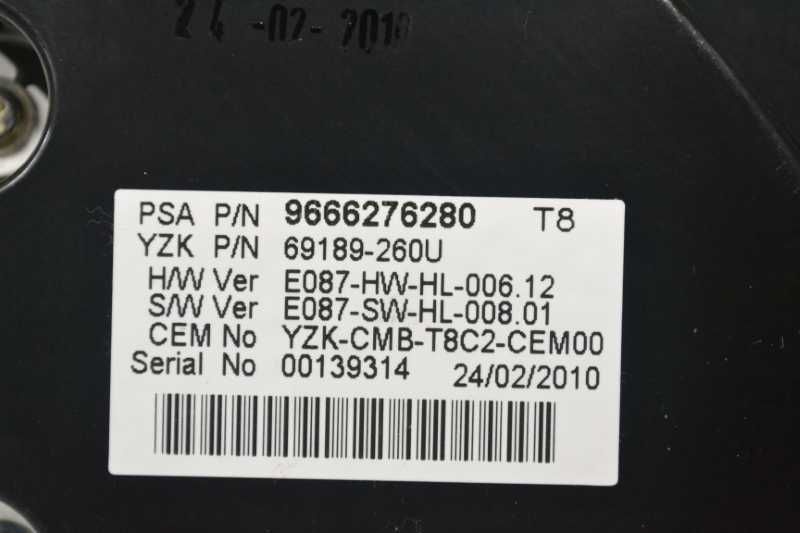 24-02-2010
PSA P/N 9666276280 T8
YZK P/N 69189-260U
H/W Ver E087-HW-HL-006.12
S/W Ver E087-SW-HL-008.01
CEM No YZK-CMB-T8C2-CEM00
Serial No 00139314 24/02/2010